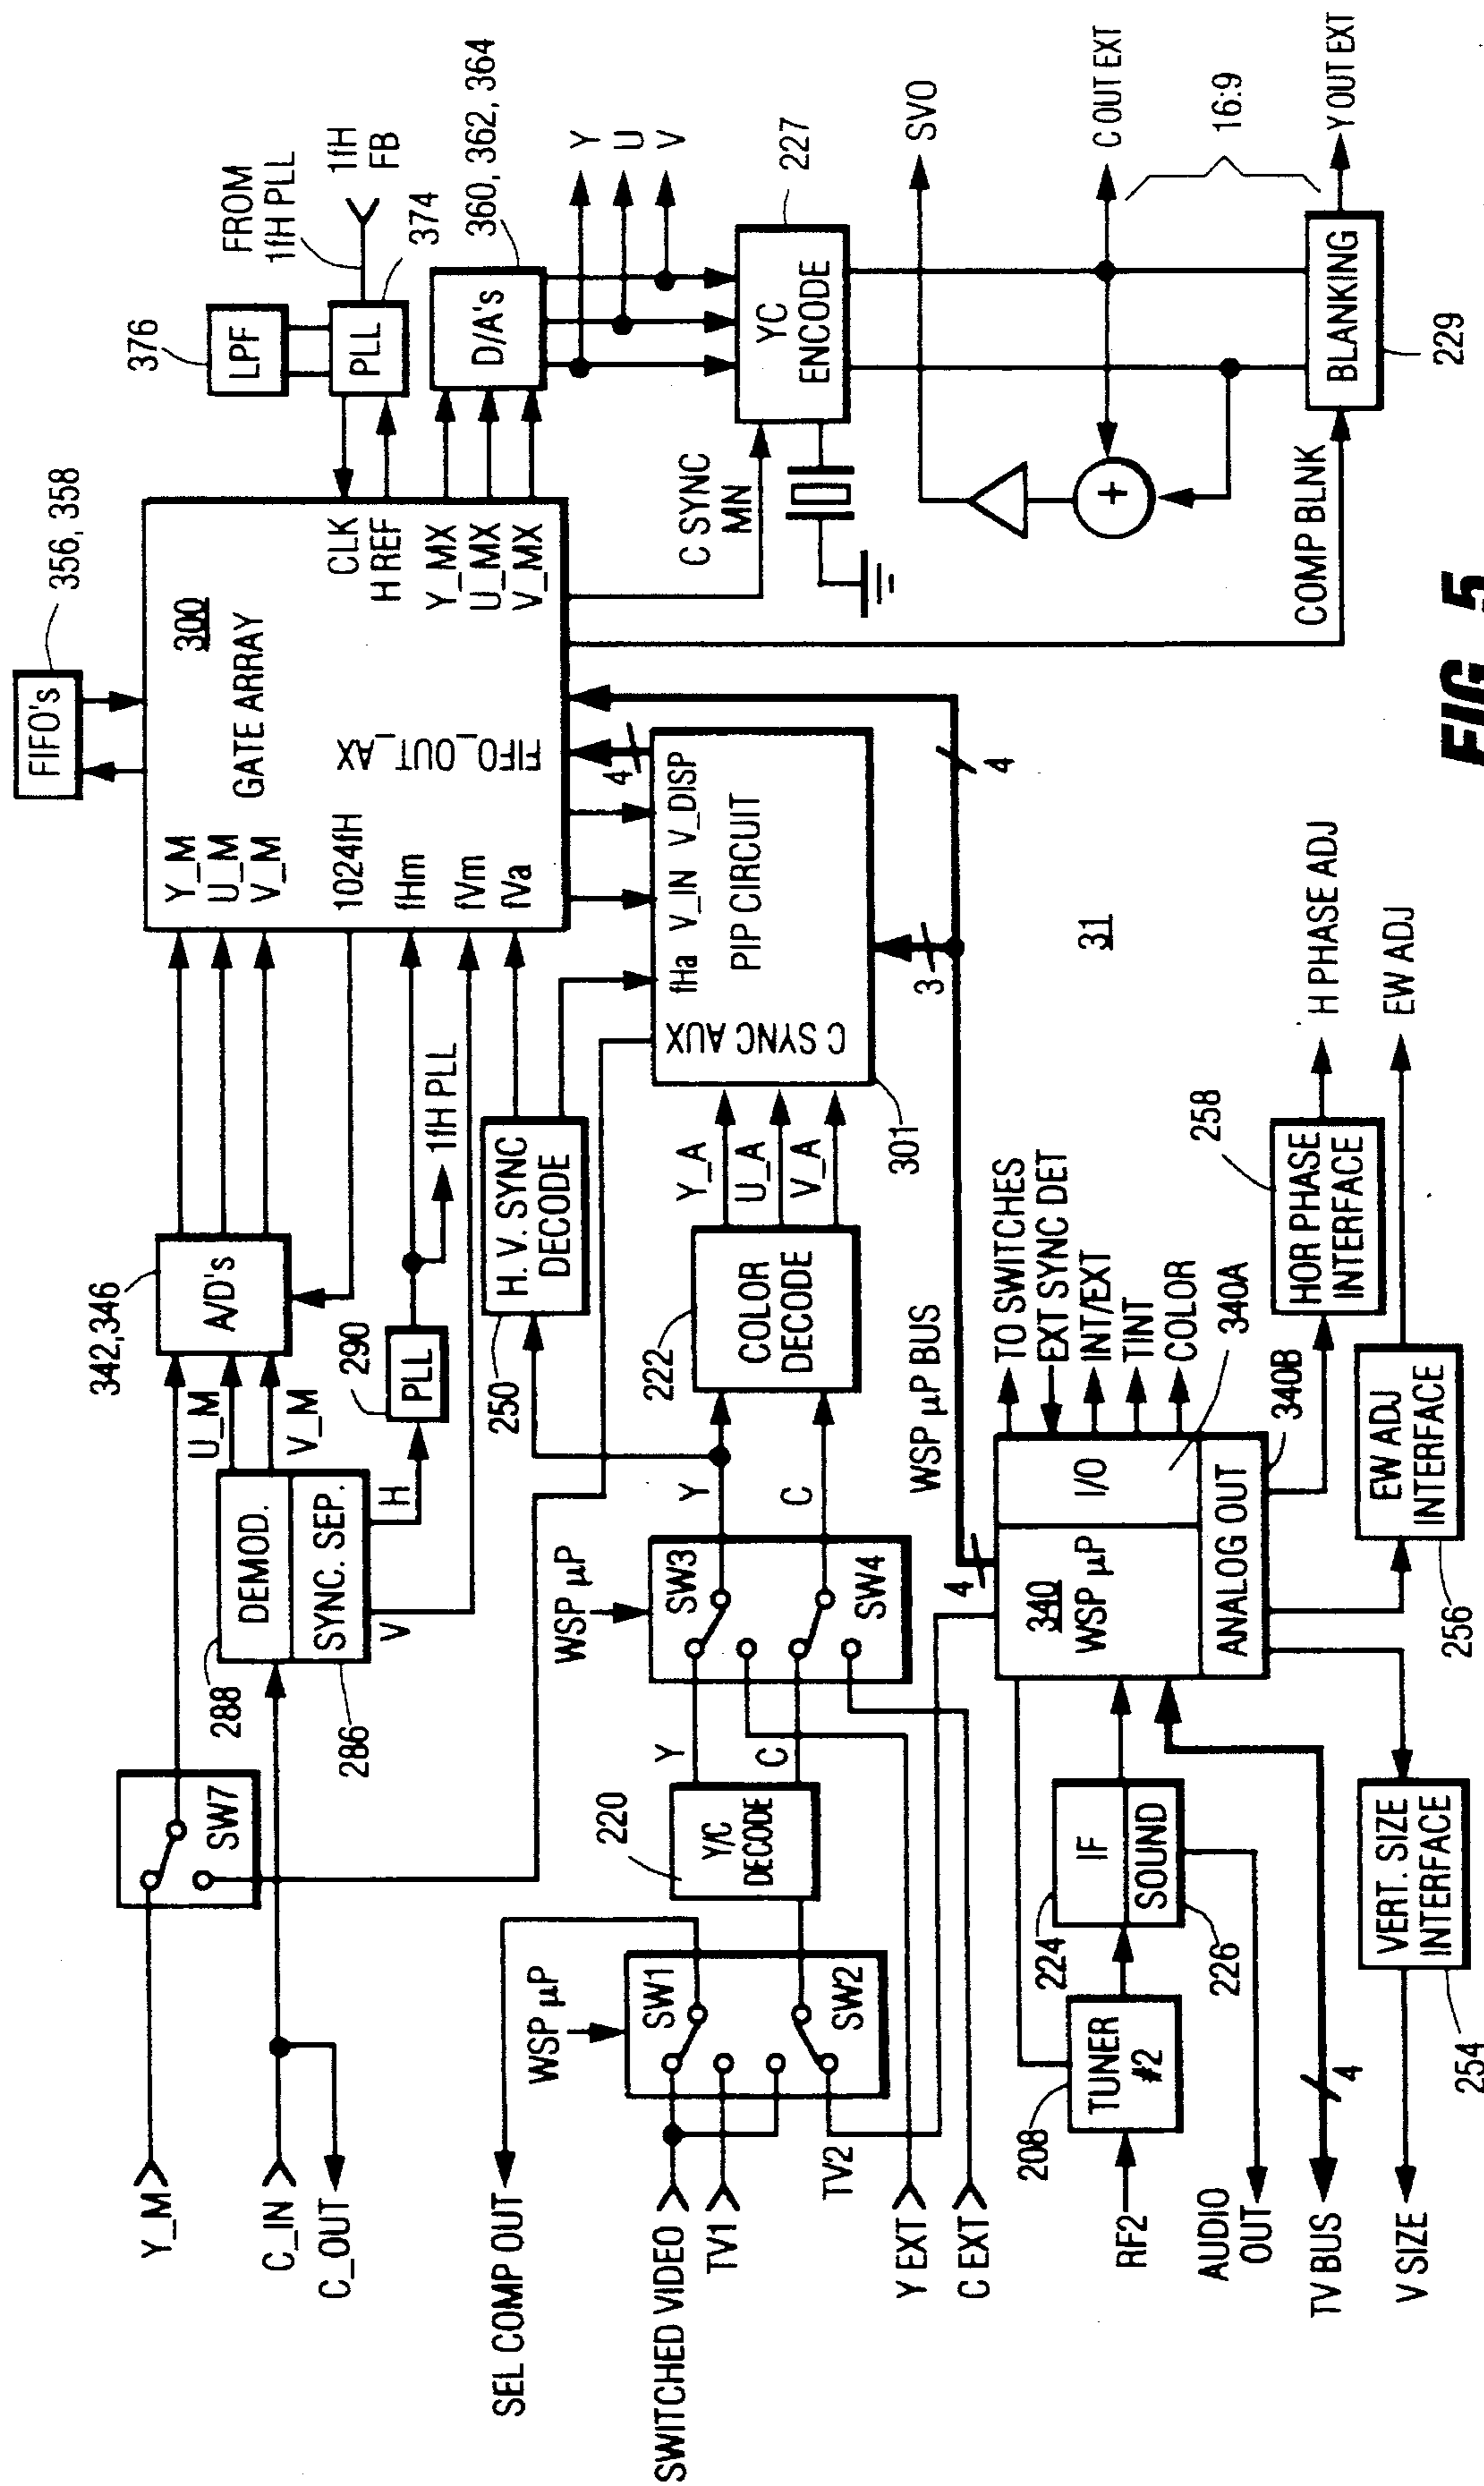 Y_M
C_IN
C_OUT
SEL COMP OUT
SWITCHED VIDEO
TV1
TV2
Y EXT
C EXT
RF2
AUDIO
OUT
TV BUS
4
V SIZE
SW7
WSP µP
SW1
SW2
220
Y/C
DECODE
Y
C
208
TUNER
#2
224
IF
SOUND
226
VERT. SIZE
INTERFACE
254
288
DEMOD.
SYNC. SEP.
286
U_M
V_M
H
V
WSP µP
SW3
SW4
Y
C
342,346
A/D's
290
PLL
1fH PLL
250
H. V. SYNC
DECODE
222
COLOR
DECODE
Y_A
U_A
V_A
4
WSP µP BUS
340
WSP µP
I/O
ANALOG OUT
TO SWITCHES
EXT SYNC DET
INT/EXT
TINT
COLOR
340A
340B
EW ADJ
INTERFACE
256
258
HOR PHASE
INTERFACE
H PHASE ADJ
EW ADJ
31
FIFO's
356, 358
Y_M
U_M
V_M
1024fH
fHm
fVm
fVa
300
GATE ARRAY
FIFO_OUT_AX
CLK
H REF
Y_MX
U_MX
V_MX
fHa
V_IN
V_DISP
C SYNC AUX
PIP CIRCUIT
301
4
3
4
376
LPF
PLL
374
FROM
1fH PLL
1fH
FB
D/A's
360, 362, 364
Y
U
V
C SYNC
MN
YC
ENCODE
227
+
SVO
C OUT EXT
16:9
COMP BLNK
BLANKING
229
Y OUT EXT
FIG. 5